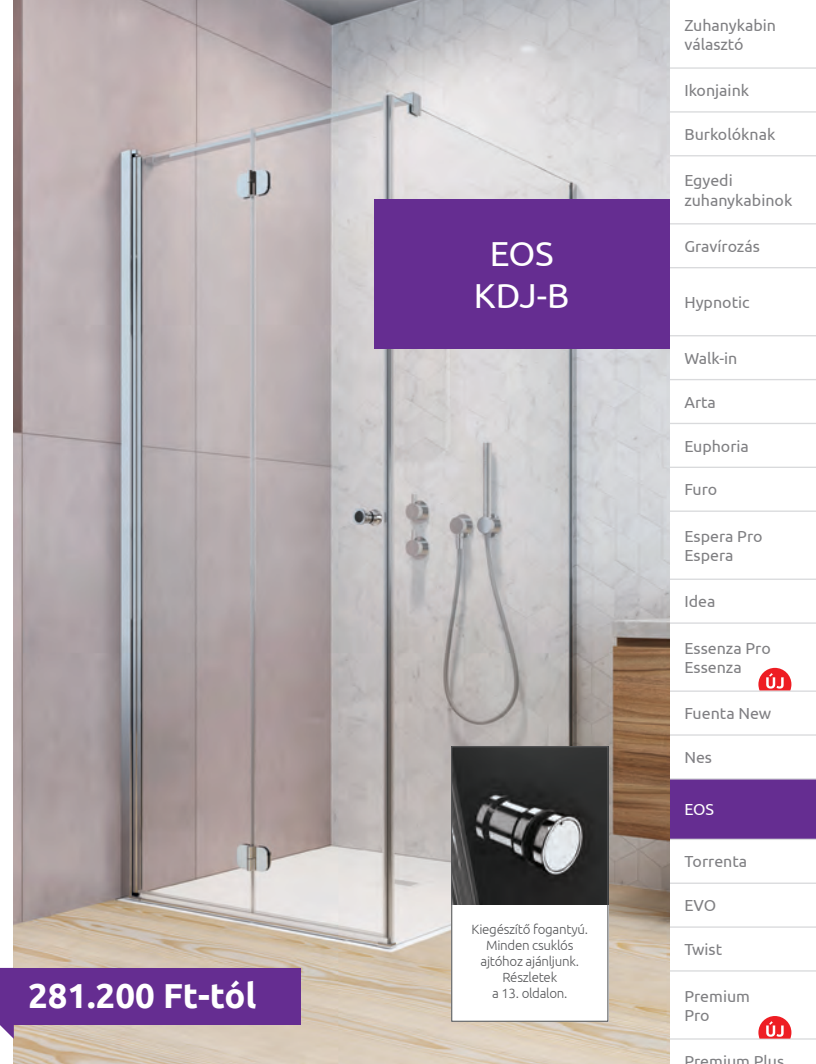 EOS
KDJ-B
Kiegészítő fogantyú.
Minden csuklós
ajtóhoz ajánljunk.
Részletek
a 13. oldalon.
281.200 Ft-tól
Zuhanykabin
választó
Ikonjaink
Burkolóknak
Egyedi
zuhanykabinok
Gravírozás
Hypnotic
Walk-in
Arta
Euphoria
Furo
Espera Pro
Espera
Idea
Essenza Pro
Essenza
ÚJ
Fuenta New
Nes
EOS
Torrenta
EVO
Twist
Premium
Pro
ÚJ
Premium Plus